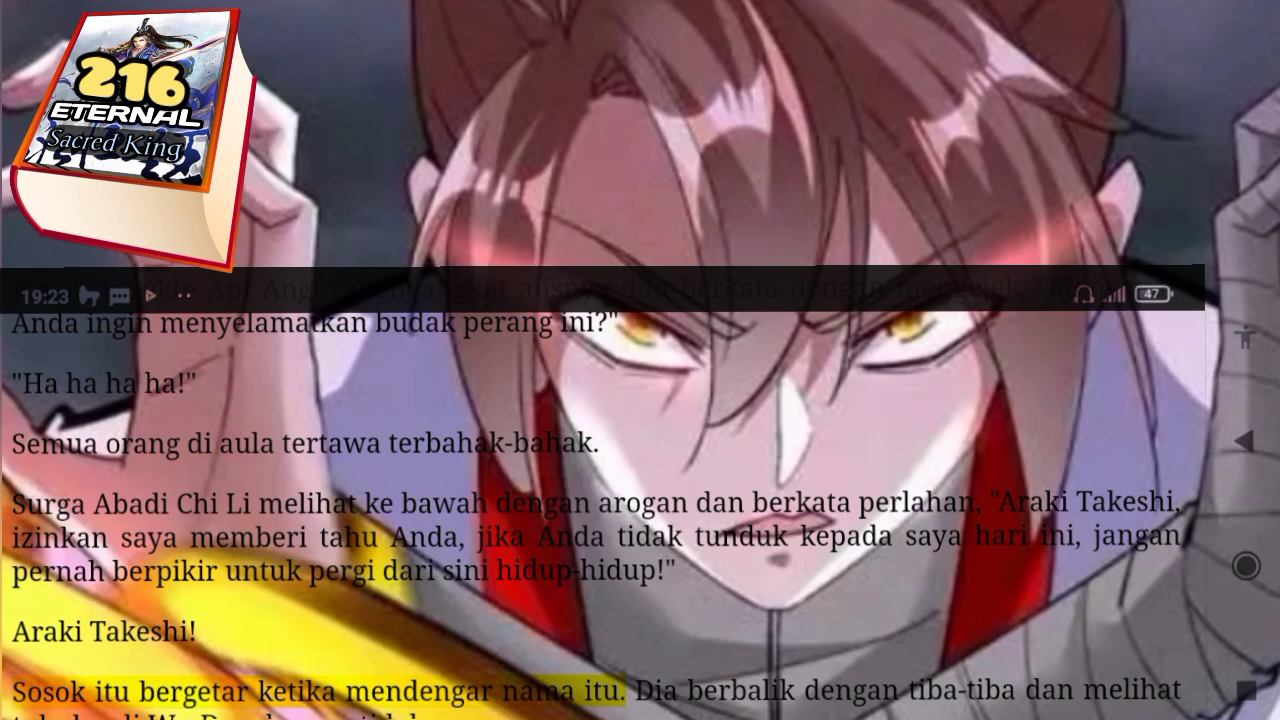 216
ETERNAL
Sacred King
19:23
47
Anda ingin menyelamatkan budak perang ini?"
"Ha ha ha ha!"
Semua orang di aula tertawa terbahak-bahak.
Surga Abadi Chi Li melihat ke bawah dengan arogan dan berkata perlahan, "Araki Takeshi,
izinkan saya memberi tahu Anda, jika Anda tidak tunduk kepada saya hari ini, jangan
pernah berpikir untuk pergi dari sini hidup-hidup!"
Araki Takeshi!
Sosok itu bergetar ketika mendengar nama itu. Dia berbalik dengan tiba-tiba dan melihat